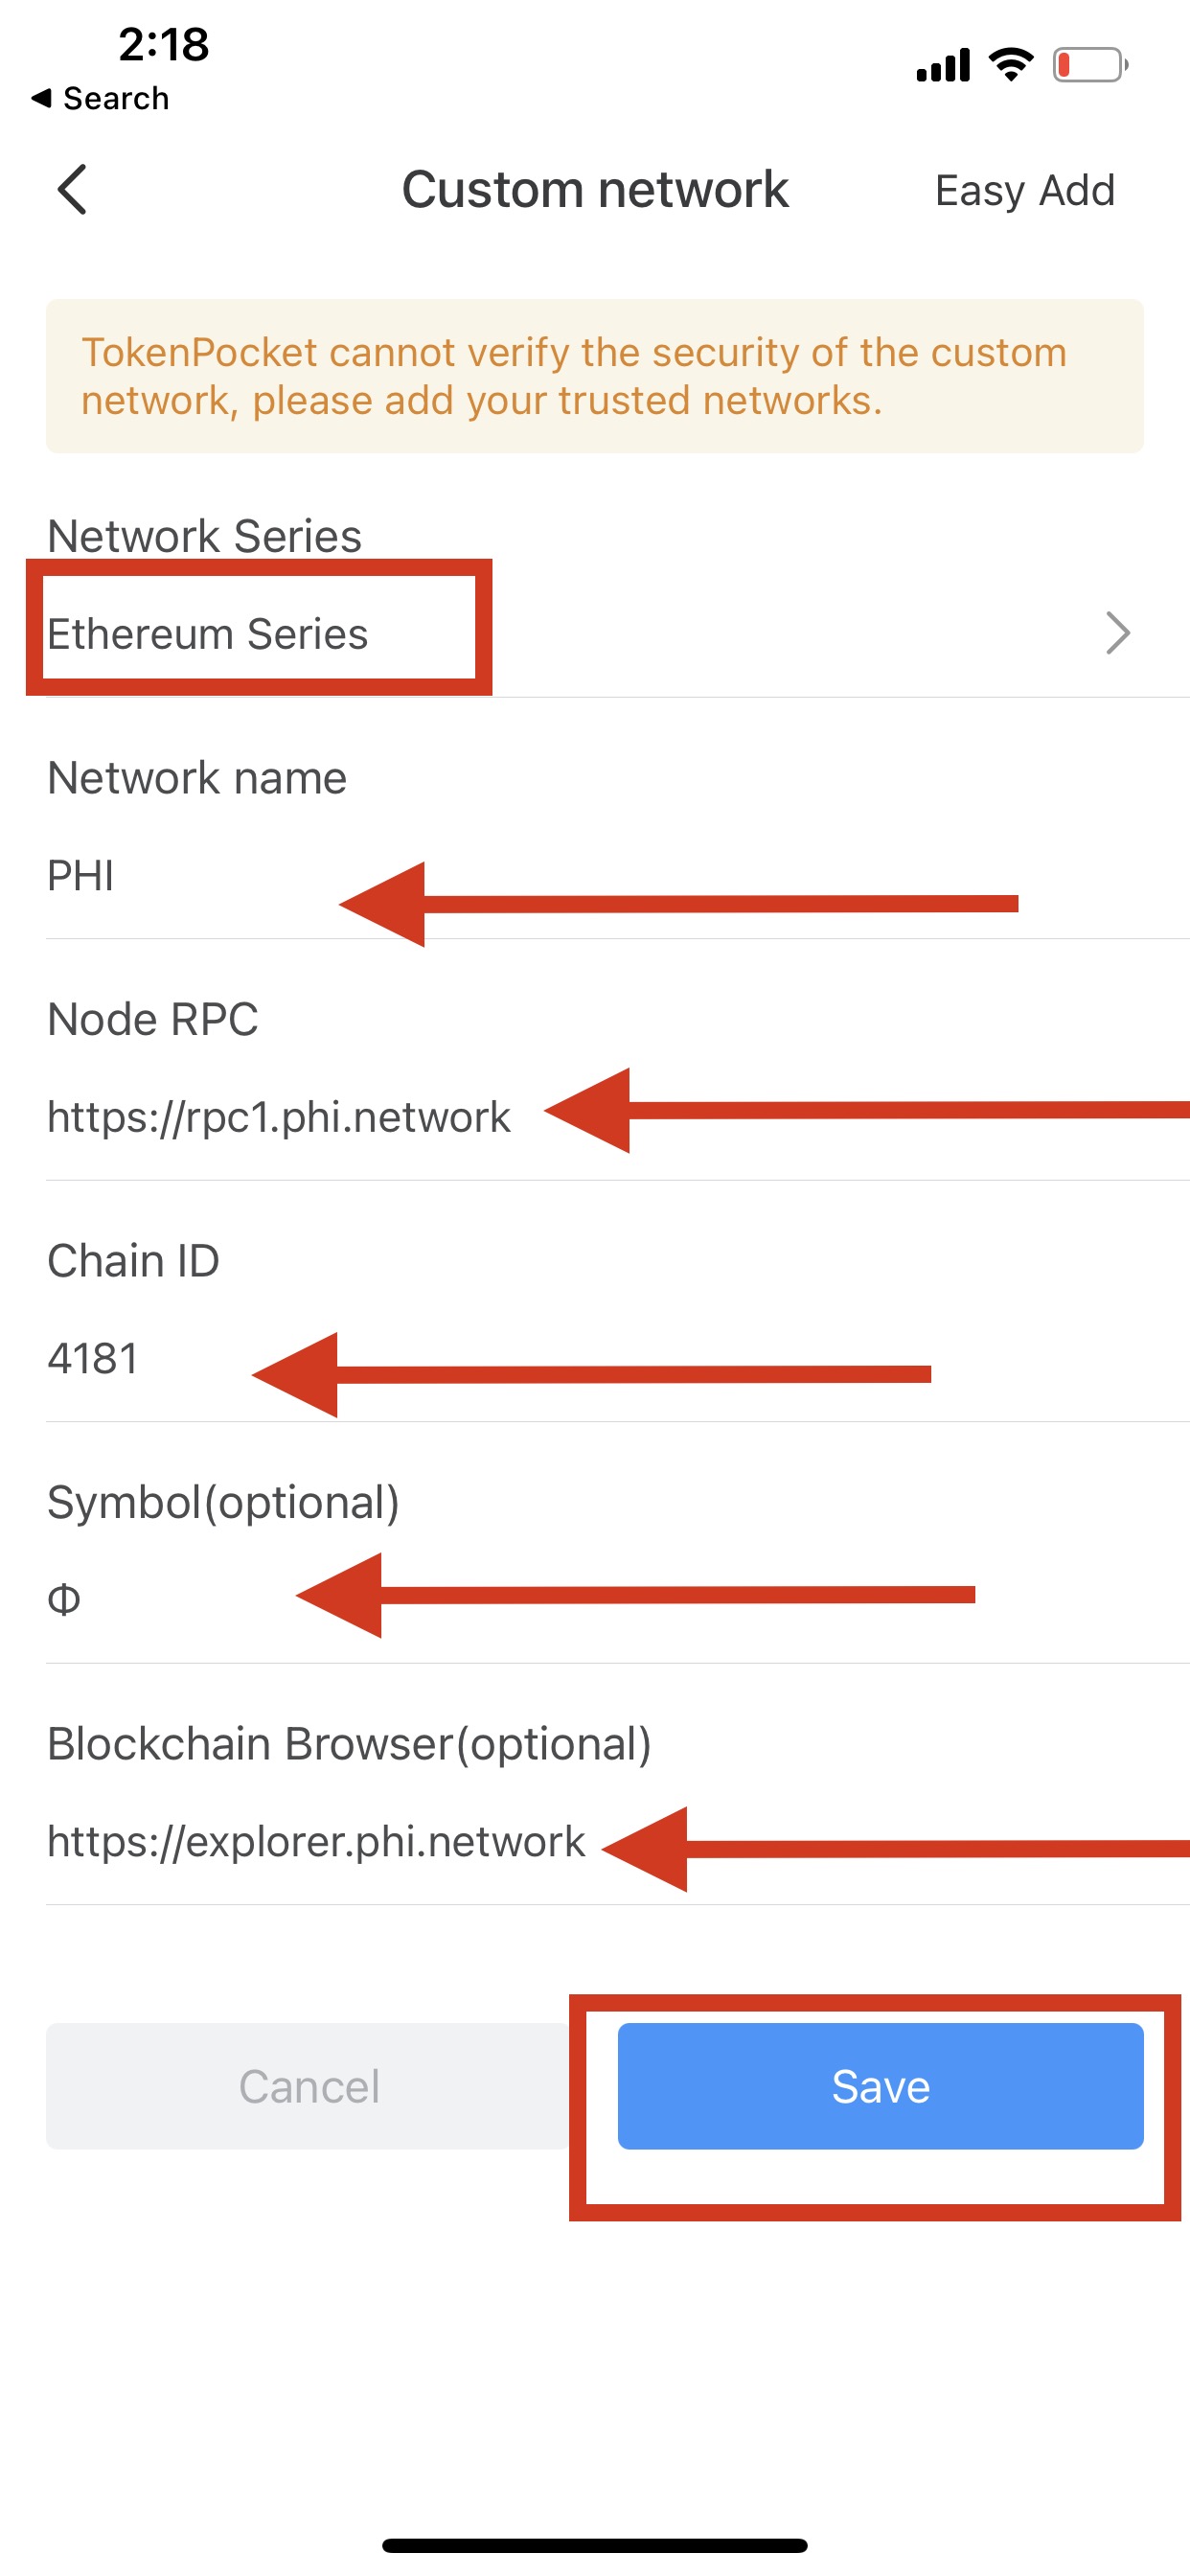 2:18
◀ Search
Custom network
Easy Add
TokenPocket cannot verify the security of the custom
network, please add your trusted networks.
Network Series
Ethereum Series
Network name
PHI
Node RPC
https://rpc1.phi.network
Chain ID
4181
Symbol(optional)
Φ
Blockchain Browser(optional)
https://explorer.phi.network
Cancel
Save